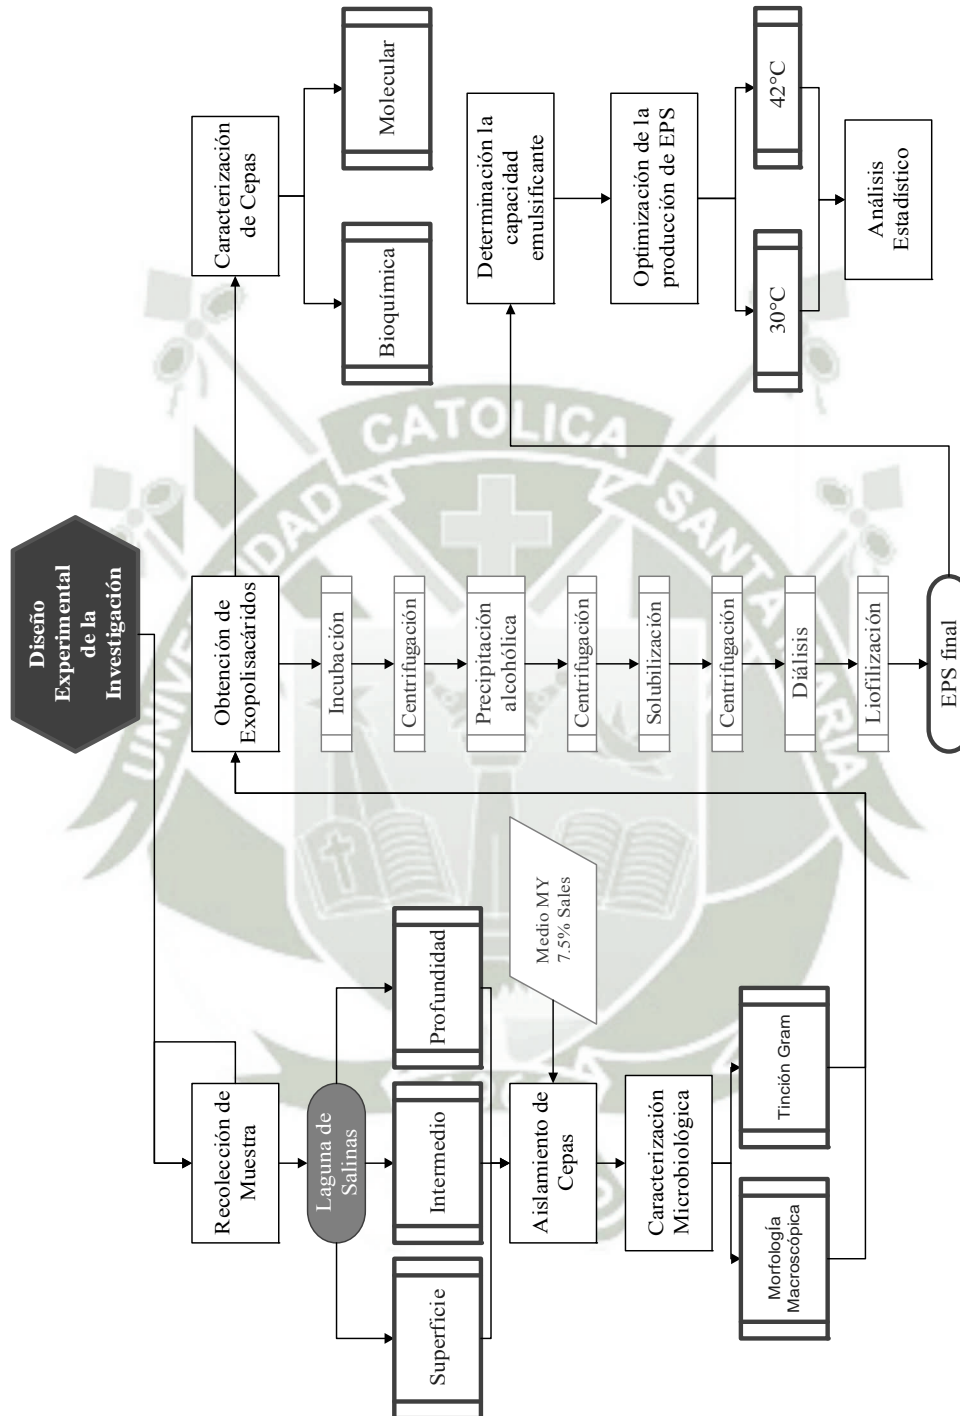 Diseño
Experimental
de la
Investigación
Recolección de
Muestra
Laguna de
Salinas
Superficie
Intermedio
Profundidad
Aislamiento de
Cepas
Medio MY
7.5% Sales
Caracterización
Microbiológica
Morfología
Macroscópica
Tinción Gram
Obtención de
Exopolisacáridos
Incubación
Centrifugación
Precipitación
alcohólica
Centrifugación
Solubilización
Centrifugación
Diálisis
Liofilización
EPS final
Caracterización
de Cepas
Bioquímica
Molecular
Determinación la
capacidad
emulsificante
Optimización de la
producción de EPS
30°C
42°C
Análisis
Estadístico
UNIVERSIDAD
CATOLICA
SANTA MARIA